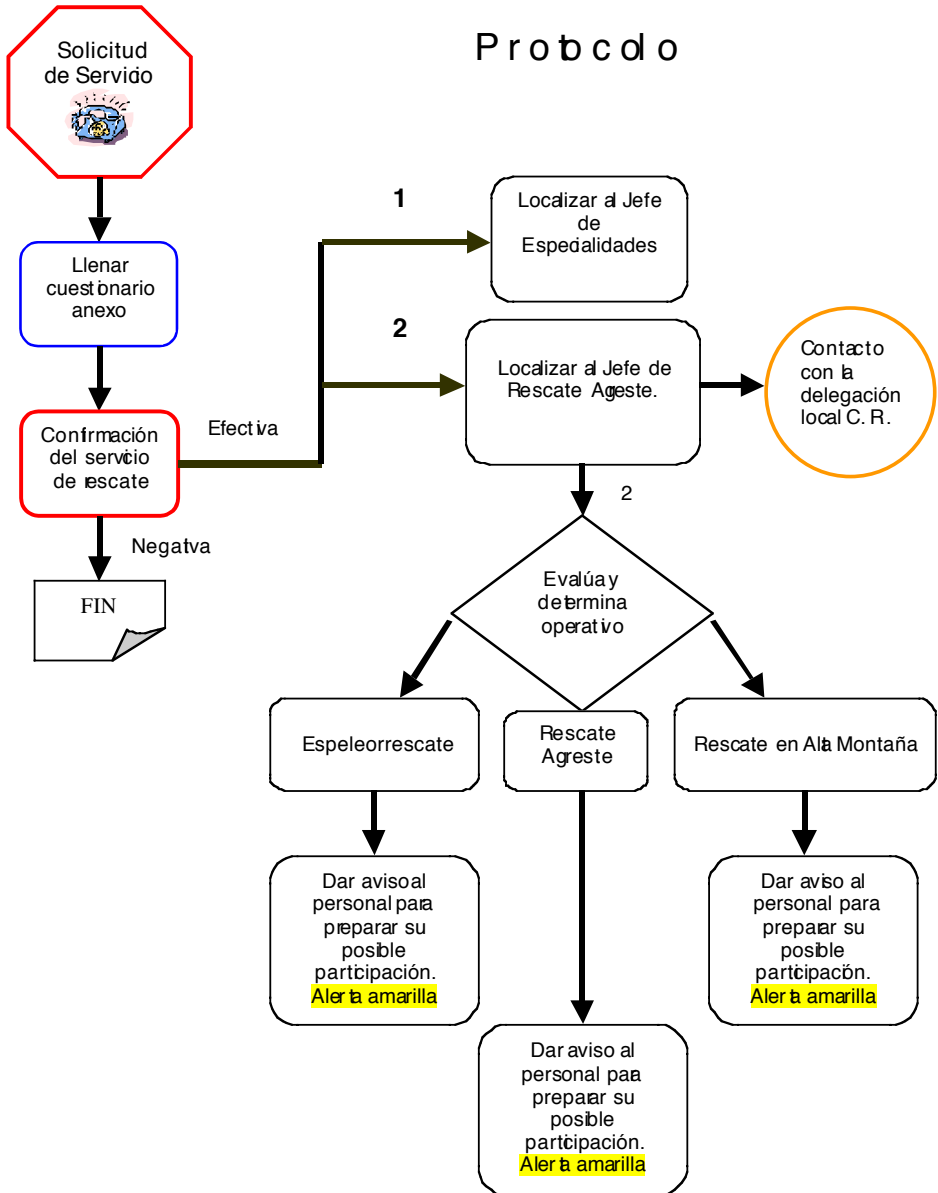 Protocolo
Solicitud
de Servicio
Llenar
cuestionario
anexo
Confirmación
del servicio
de rescate
Efectiva
Negativa
FIN
1
Localizar al Jefe
de
Especialidades
2
Localizar al Jefe de
Rescate Agreste.
Contacto
con la
delegación
local C. R.
2
Evalúa y
determina
operativo
Espeleorrescate
Rescate
Agreste
Rescate en Alta Montaña
Dar aviso al
personal para
preparar su
posible
participación.
Alerta amarilla
Dar aviso al
personal para
preparar su
posible
participación.
Alerta amarilla
Dar aviso al
personal para
preparar su
posible
participación.
Alerta amarilla